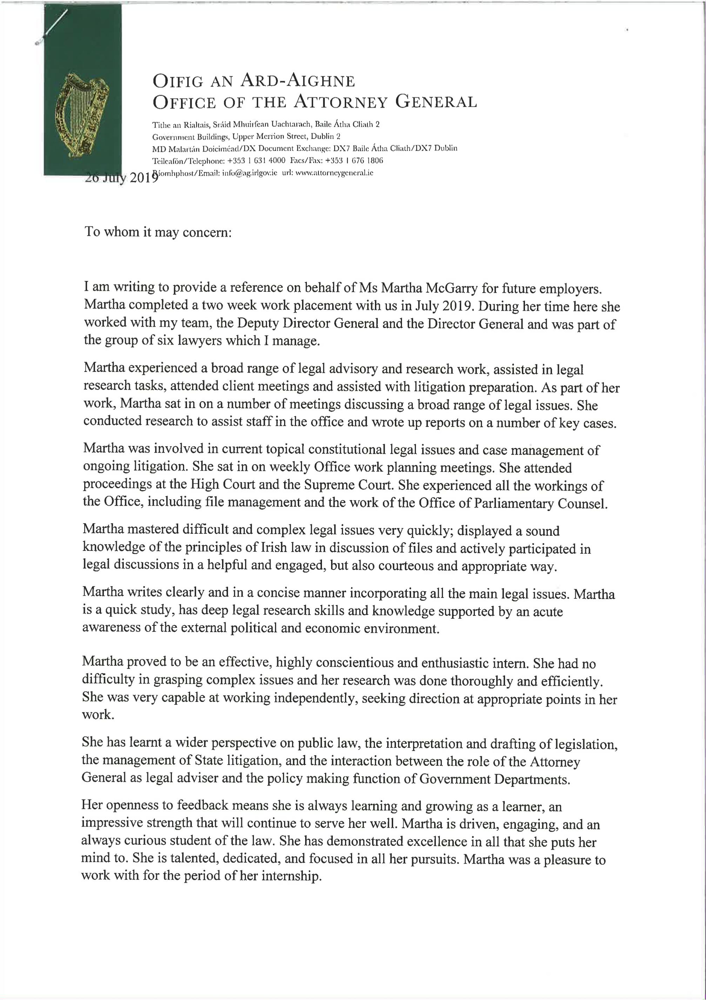 OIFIG AN ARD-AIGHNE
OFFICE OF THE ATTORNEY GENERAL
Tithe an Rialtais, Sráid Mhuirfean Uachtarach, Baile Átha Cliath 2
Government Buildings, Upper Merrion Street, Dublin 2
MD Malartán Doiciméad/DX Document Exchange: DX7 Baile Átha Cliath/DX7 Dublin
Teileafón/Telephone: +353 1 631 4000 Facs/Fax: +353 1 676 1806
Ríomhphost/Email: info@ag.irlgov.ie url: www.attorneygeneral.ie
26 July 2019
To whom it may concern:
I am writing to provide a reference on behalf of Ms Martha McGarry for future employers.
Martha completed a two week work placement with us in July 2019. During her time here she
worked with my team, the Deputy Director General and the Director General and was part of
the group of six lawyers which I manage.
Martha experienced a broad range of legal advisory and research work, assisted in legal
research tasks, attended client meetings and assisted with litigation preparation. As part of her
work, Martha sat in on a number of meetings discussing a broad range of legal issues. She
conducted research to assist staff in the office and wrote up reports on a number of key cases.
Martha was involved in current topical constitutional legal issues and case management of
ongoing litigation. She sat in on weekly Office work planning meetings. She attended
proceedings at the High Court and the Supreme Court. She experienced all the workings of
the Office, including file management and the work of the Office of Parliamentary Counsel.
Martha mastered difficult and complex legal issues very quickly; displayed a sound
knowledge of the principles of Irish law in discussion of files and actively participated in
legal discussions in a helpful and engaged, but also courteous and appropriate way.
Martha writes clearly and in a concise manner incorporating all the main legal issues. Martha
is a quick study, has deep legal research skills and knowledge supported by an acute
awareness of the external political and economic environment.
Martha proved to be an effective, highly conscientious and enthusiastic intern. She had no
difficulty in grasping complex issues and her research was done thoroughly and efficiently.
She was very capable at working independently, seeking direction at appropriate points in her
work.
She has learnt a wider perspective on public law, the interpretation and drafting of legislation,
the management of State litigation, and the interaction between the role of the Attorney
General as legal adviser and the policy making function of Government Departments.
Her openness to feedback means she is always learning and growing as a learner, an
impressive strength that will continue to serve her well. Martha is driven, engaging, and an
always curious student of the law. She has demonstrated excellence in all that she puts her
mind to. She is talented, dedicated, and focused in all her pursuits. Martha was a pleasure to
work with for the period of her internship.